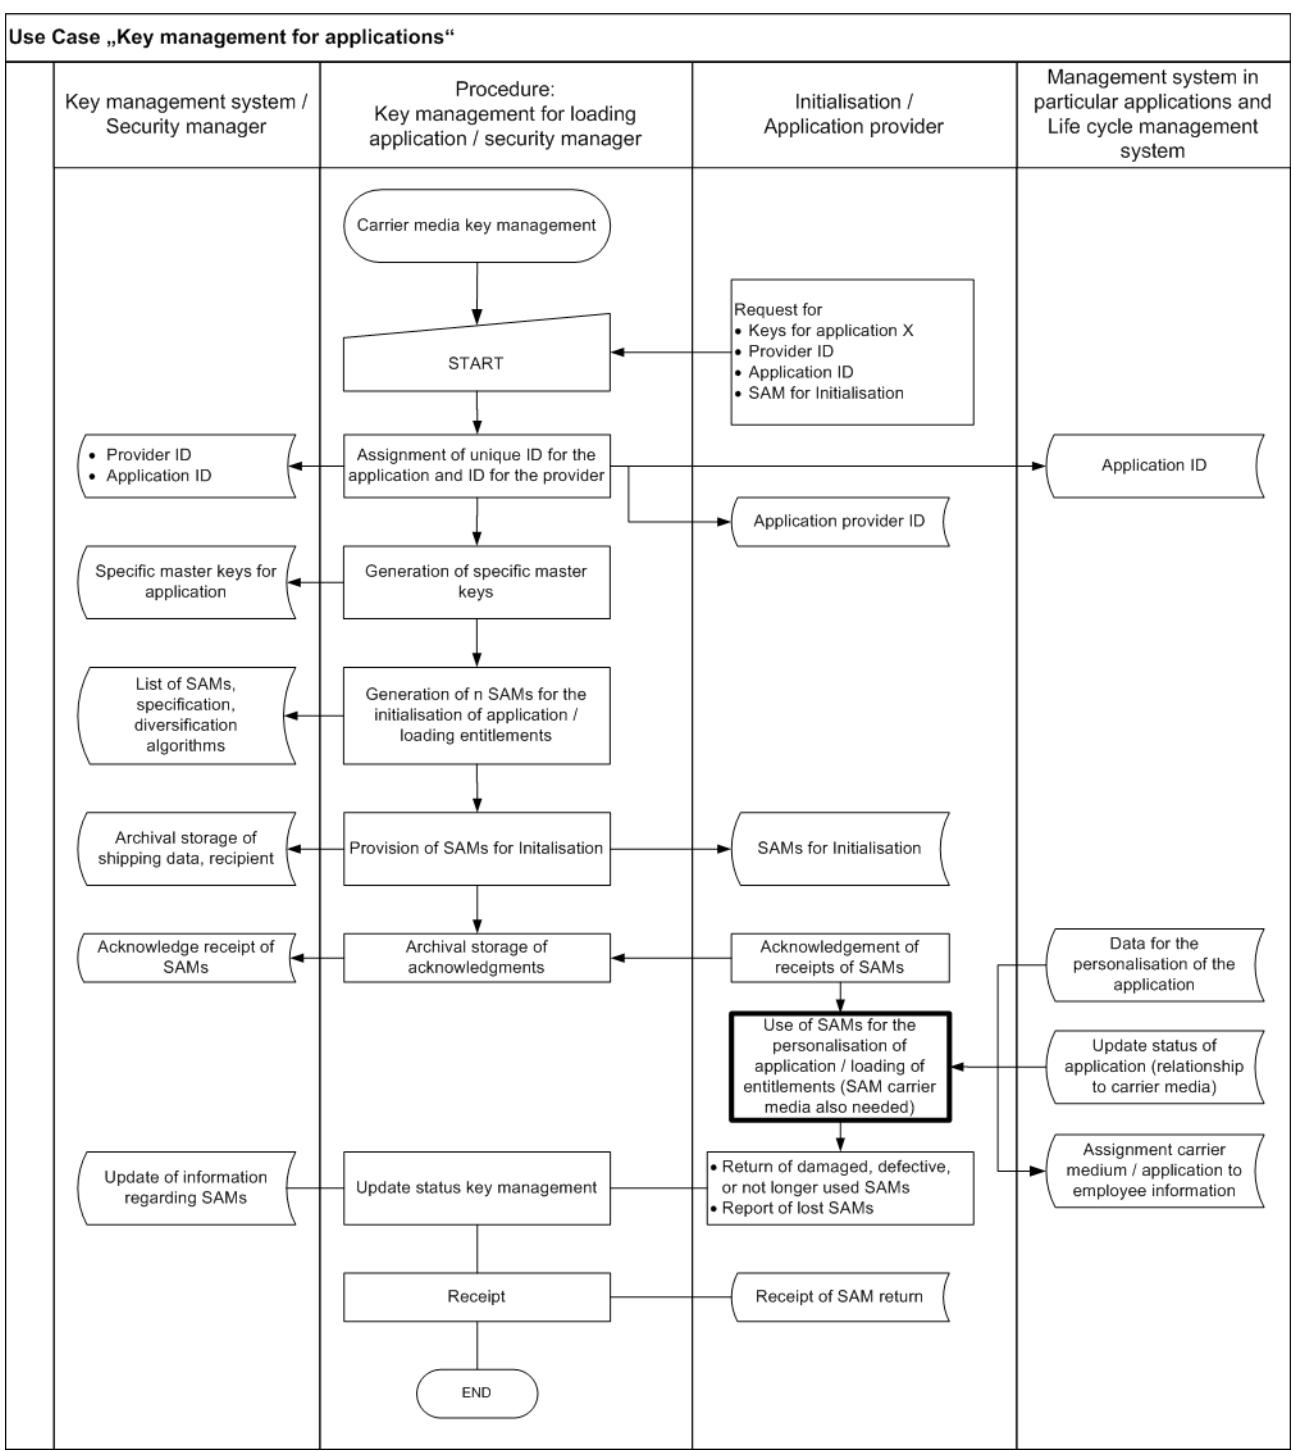 Use Case „Key management for applications“
Key management system /
Security manager
Procedure:
Key management for loading
application / security manager
Initialisation /
Application provider
Management system in
particular applications and
Life cycle management
system
Carrier media key management
Request for
• Keys for application X
• Provider ID
• Application ID
• SAM for Initialisation
START
• Provider ID
• Application ID
Assignment of unique ID for the
application and ID for the provider
Application ID
Application provider ID
Specific master keys for
application
Generation of specific master
keys
List of SAMs,
specification,
diversification
algorithms
Generation of n SAMs for the
initialisation of application /
loading entitlements
Archival storage of
shipping data, recipient
Provision of SAMs for Initalisation
SAMs for Initialisation
Acknowledge receipt of
SAMs
Archival storage of
acknowledgments
Acknowledgement of
receipts of SAMs
Data for the
personalisation of the
application
Use of SAMs for the
personalisation of
application / loading of
entitlements (SAM carrier
media also needed)
Update status of
application (relationship
to carrier media)
Assignment carrier
medium / application to
employee information
Update of information
regarding SAMs
Update status key management
• Return of damaged, defective,
or not longer used SAMs
• Report of lost SAMs
Receipt
Receipt of SAM return
END